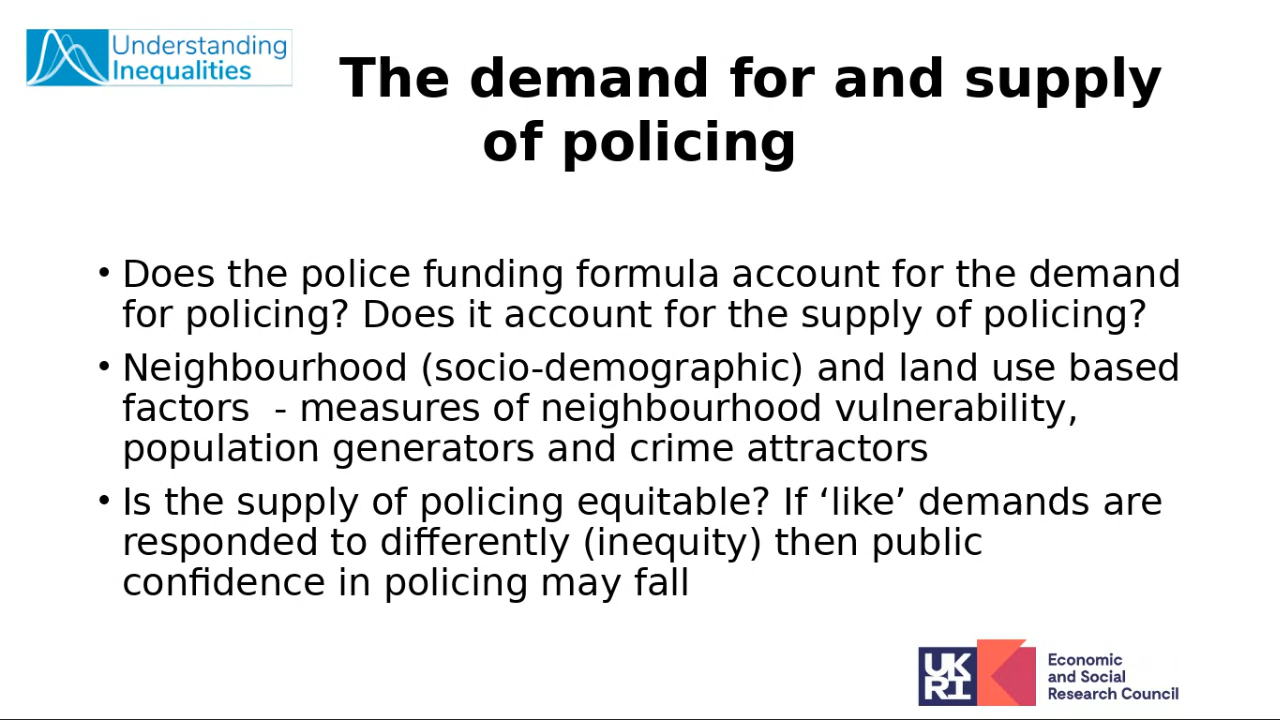 Understanding
Inequalities
The demand for and supply
of policing
• Does the police funding formula account for the demand
for policing? Does it account for the supply of policing?
• Neighbourhood (socio-demographic) and land use based
factors  - measures of neighbourhood vulnerability,
population generators and crime attractors
• Is the supply of policing equitable? If ‘like’ demands are
responded to differently (inequity) then public
confidence in policing may fall
UK
RI
Economic
and Social
Research Council